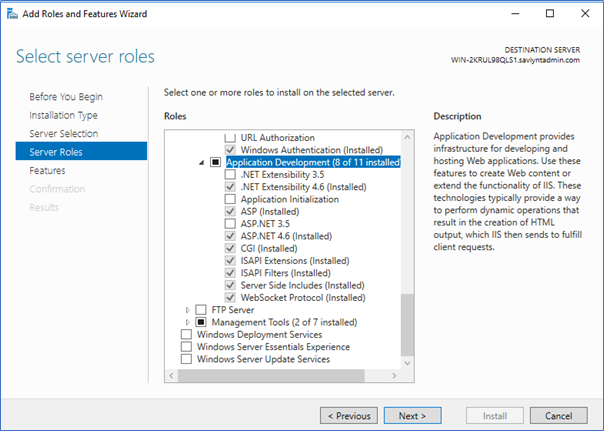 Add Roles and Features Wizard
Select server roles
DESTINATION SERVER
WIN-2KRUL98QLS1.saviyntadmin.com
Before You Begin
Installation Type
Server Selection
Server Roles
Features
Confirmation
Results
Select one or more roles to install on the selected server.
Roles
URL Authorization
Windows Authentication (Installed)
Application Development (8 of 11 installed)
.NET Extensibility 3.5
.NET Extensibility 4.6 (Installed)
Application Initialization
ASP (Installed)
ASP.NET 3.5
ASP.NET 4.6 (Installed)
CGI (Installed)
ISAPI Extensions (Installed)
ISAPI Filters (Installed)
Server Side Includes (Installed)
WebSocket Protocol (Installed)
FTP Server
Management Tools (2 of 7 installed)
Windows Deployment Services
Windows Server Essentials Experience
Windows Server Update Services
Description
Application Development provides
infrastructure for developing and
hosting Web applications. Use these
features to create Web content or
extend the functionality of IIS. These
technologies typically provide a way
to perform dynamic operations that
result in the creation of HTML
output, which IIS then sends to fulfill
client requests.
< Previous
Next >
Install
Cancel